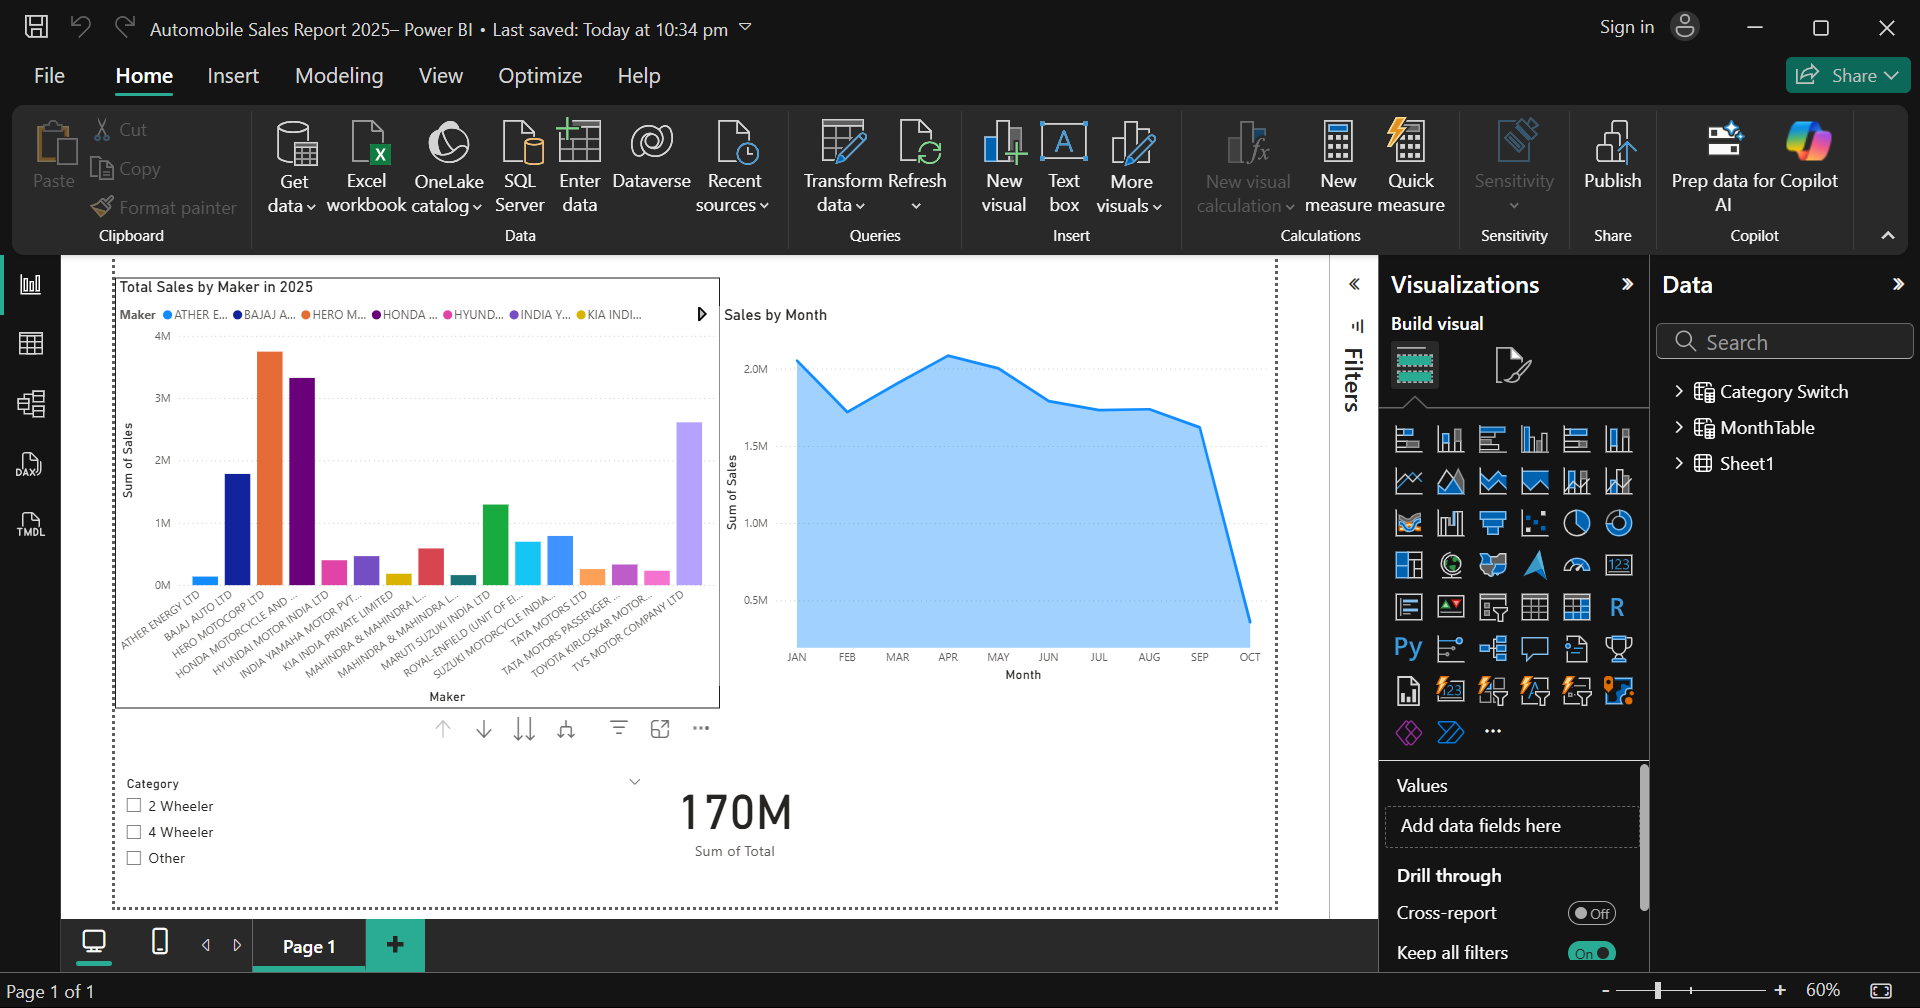 Automobile Sales Report 2025– Power BI • Last saved: Today at 10:34 pm
Sign in
File Home Insert Modeling View Optimize Help
Share
Paste
Cut
Copy
Format painter
Clipboard
Get data
Excel workbook
OneLake catalog
SQL Server
Enter data
Dataverse
Recent sources
Data
Transform data
Refresh
Queries
New visual
Text box
More visuals
Insert
New visual calculation
New measure
Quick measure
Calculations
Sensitivity
Sensitivity
Publish
Share
Prep data for AI
Copilot
Copilot
DAX
TMDL
Total Sales by Maker in 2025
Maker ATHER E... BAJAJ A... HERO M... HONDA ... HYUND... INDIA Y... KIA INDI...
4M
3M
2M
1M
0M
Sum of Sales
ATHER ENERGY LTD
BAJAJ AUTO LTD
HERO MOTOCORP LTD
HONDA MOTORCYCLE AND ...
HYUNDAI MOTOR INDIA LTD
INDIA YAMAHA MOTOR PVT...
KIA INDIA PRIVATE LIMITED
MAHINDRA & MAHINDRA L...
MAHINDRA & MAHINDRA L...
MARUTI SUZUKI INDIA LTD
ROYAL-ENFIELD (UNIT OF EI...
SUZUKI MOTORCYCLE INDIA...
TATA MOTORS LTD
TATA MOTORS PASSENGER ...
TOYOTA KIRLOSKAR MOTOR...
TVS MOTOR COMPANY LTD
Maker
Sales by Month
2.0M
1.5M
1.0M
0.5M
Sum of Sales
JAN FEB MAR APR MAY JUN JUL AUG SEP OCT
Month
Category
2 Wheeler
4 Wheeler
Other
170M
Sum of Total
Filters
Visualizations
Build visual
123
R
Py
123
Values
Add data fields here
Drill through
Cross-report
Off
Keep all filters
On
Data
Search
Category Switch
MonthTable
Sheet1
Page 1
Page 1 of 1
60%